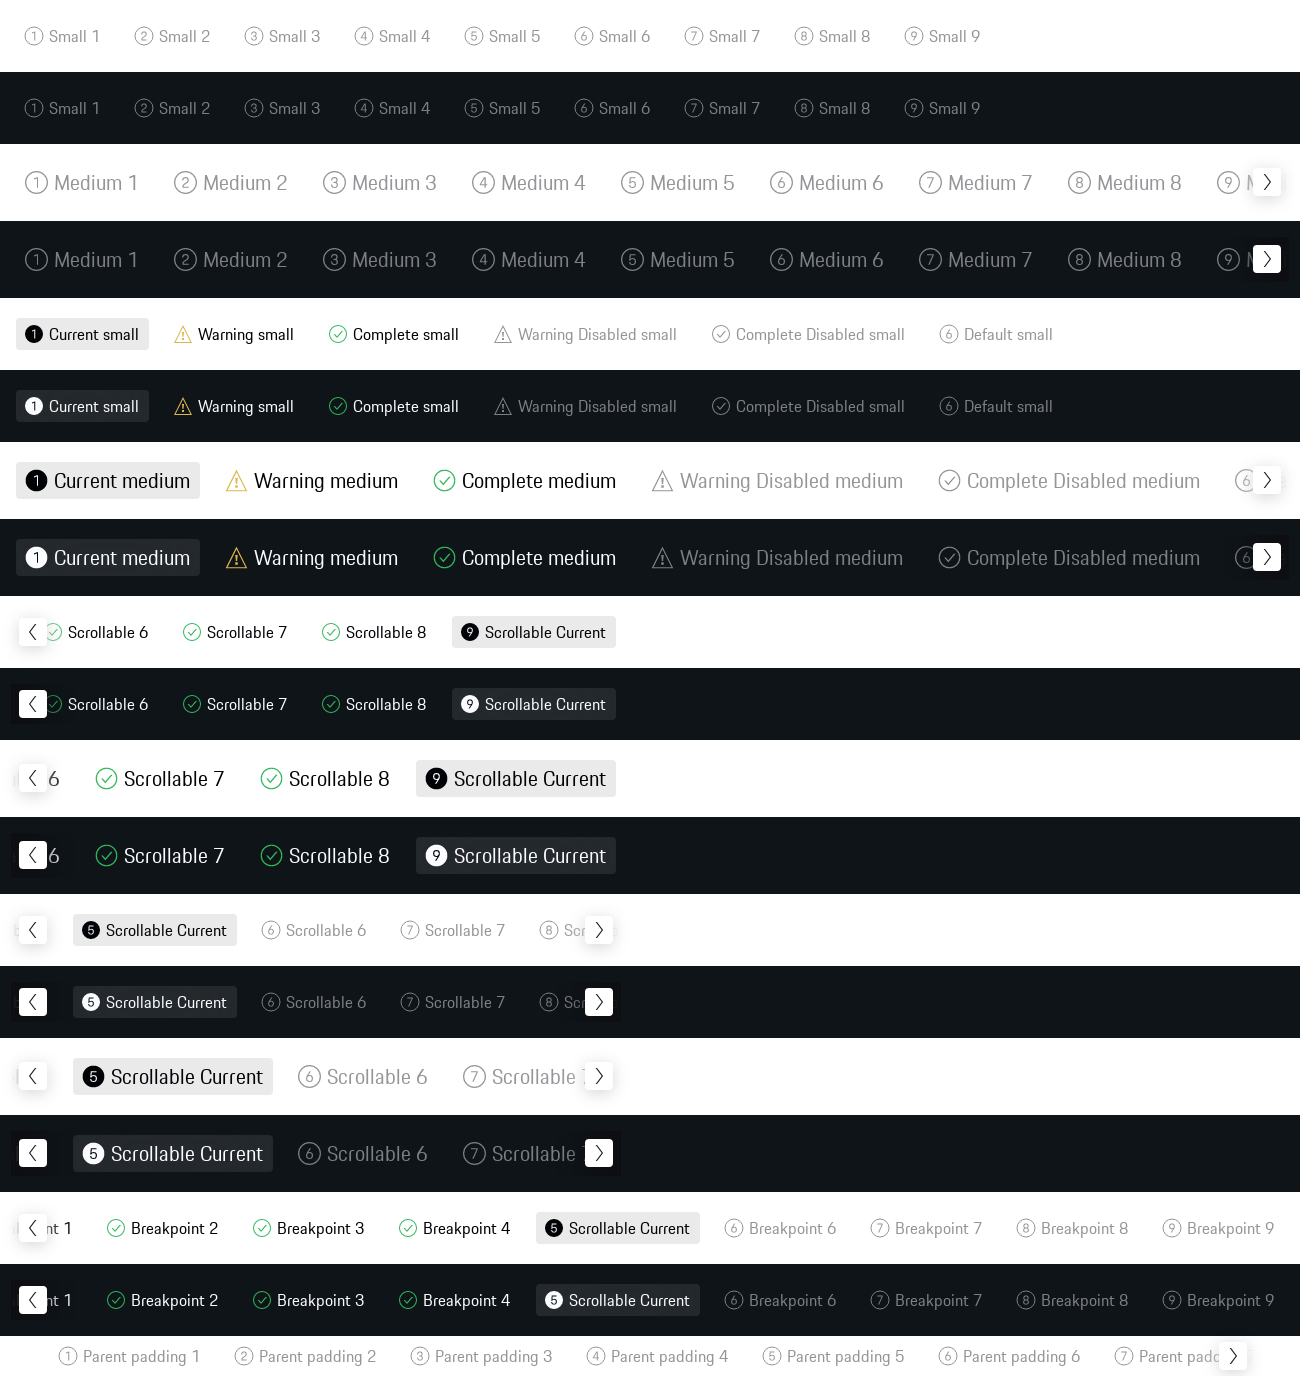 1 Small 1 2 Small 2 3 Small 3 4 Small 4 5 Small 5 6 Small 6 7 Small 7 8 Small 8 9 Small 9
1 Small 1 2 Small 2 3 Small 3 4 Small 4 5 Small 5 6 Small 6 7 Small 7 8 Small 8 9 Small 9
1 Medium 1 2 Medium 2 3 Medium 3 4 Medium 4 5 Medium 5 6 Medium 6 7 Medium 7 8 Medium 8 9
1 Medium 1 2 Medium 2 3 Medium 3 4 Medium 4 5 Medium 5 6 Medium 6 7 Medium 7 8 Medium 8 9
1 Current small Warning small Complete small Warning Disabled small Complete Disabled small 6 Default small
1 Current small Warning small Complete small Warning Disabled small Complete Disabled small 6 Default small
1 Current medium Warning medium Complete medium Warning Disabled medium Complete Disabled medium 6
1 Current medium Warning medium Complete medium Warning Disabled medium Complete Disabled medium 6
Scrollable 6 Scrollable 7 Scrollable 8 9 Scrollable Current
Scrollable 6 Scrollable 7 Scrollable 8 9 Scrollable Current
6 Scrollable 7 Scrollable 8 9 Scrollable Current
6 Scrollable 7 Scrollable 8 9 Scrollable Current
5 Scrollable Current 6 Scrollable 6 7 Scrollable 7 8
5 Scrollable Current 6 Scrollable 6 7 Scrollable 7 8
5 Scrollable Current 6 Scrollable 6 7 Scrollable
5 Scrollable Current 6 Scrollable 6 7 Scrollable
1 Breakpoint 2 Breakpoint 3 Breakpoint 4 5 Scrollable Current 6 Breakpoint 6 7 Breakpoint 7 8 Breakpoint 8 9 Breakpoint 9
1 Breakpoint 2 Breakpoint 3 Breakpoint 4 5 Scrollable Current 6 Breakpoint 6 7 Breakpoint 7 8 Breakpoint 8 9 Breakpoint 9
1 Parent padding 1 2 Parent padding 2 3 Parent padding 3 4 Parent padding 4 5 Parent padding 5 6 Parent padding 6 7 Parent